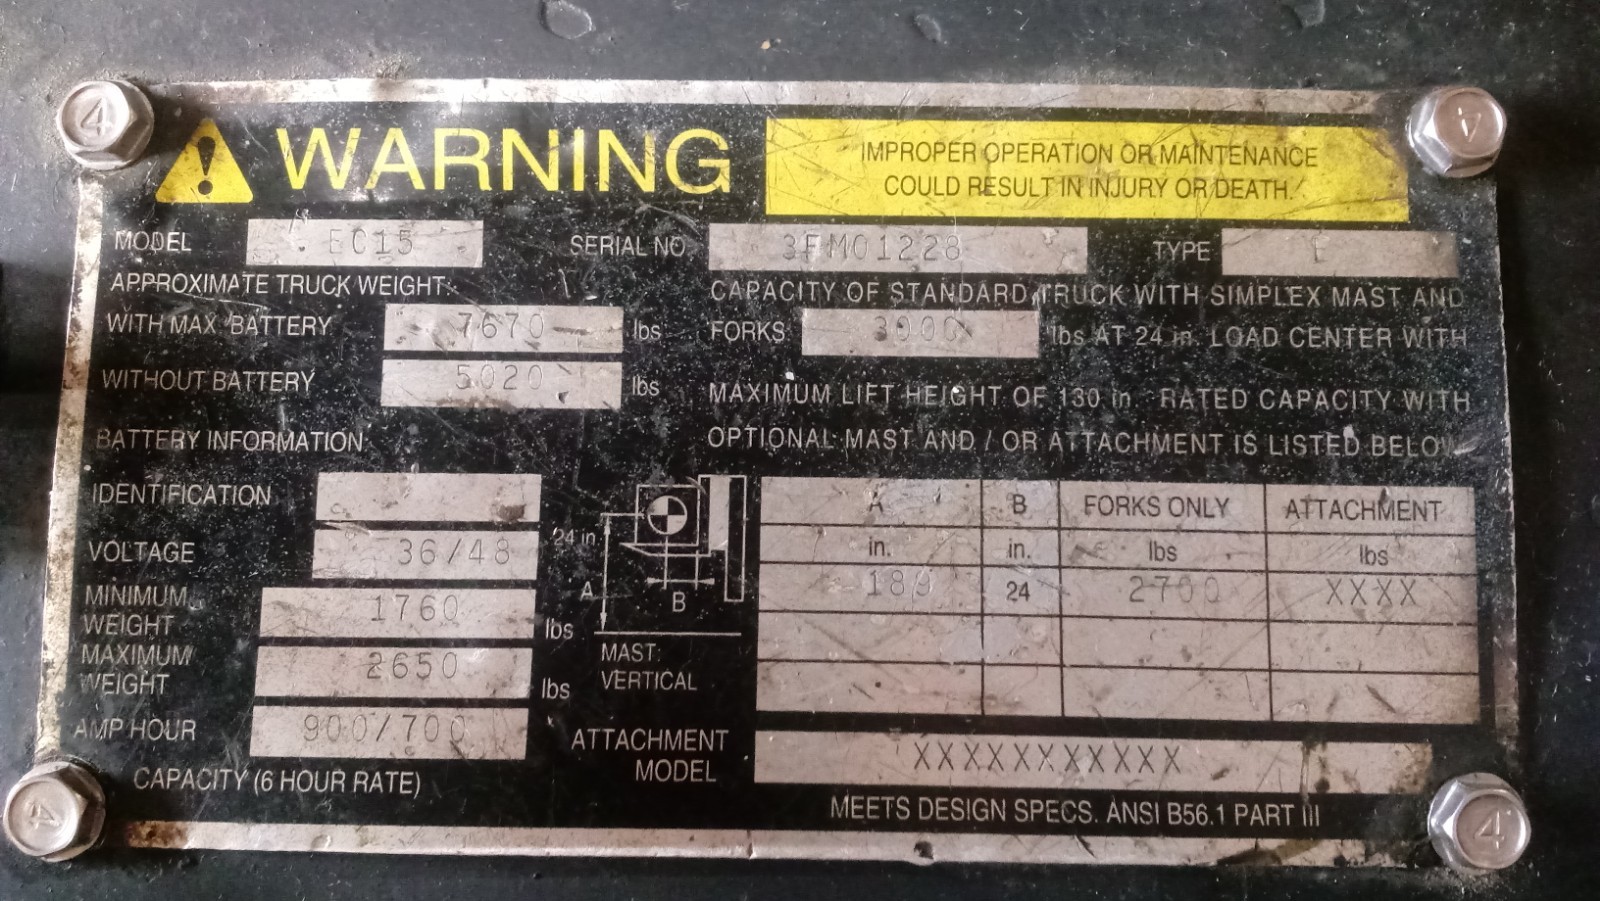 WARNING
IMPROPER OPERATION OR MAINTENANCE
COULD RESULT IN INJURY OR DEATH.
MODEL EC15 SERIAL NO. 3FM01228 TYPE E
APPROXIMATE TRUCK WEIGHT:
WITH MAX BATTERY 7670 lbs
WITHOUT BATTERY 5020 lbs
CAPACITY OF STANDARD TRUCK WITH SIMPLEX MAST AND
FORKS 3000 lbs AT 24 in. LOAD CENTER WITH
MAXIMUM LIFT HEIGHT OF 130 in. RATED CAPACITY WITH
OPTIONAL MAST AND / OR ATTACHMENT IS LISTED BELOW
BATTERY INFORMATION
IDENTIFICATION
VOLTAGE 36/48
MINIMUM
WEIGHT 1760 lbs
MAXIMUM
WEIGHT 2650 lbs
AMP HOUR 900/700
CAPACITY (6 HOUR RATE)
24 in.
A
B
MAST:
VERTICAL
A B FORKS ONLY ATTACHMENT
in. in. lbs lbs
24 2700 XXXX
ATTACHMENT
MODEL XXXXXXXXXXX
MEETS DESIGN SPECS. ANSI B56.1 PART III
4
4
4
4